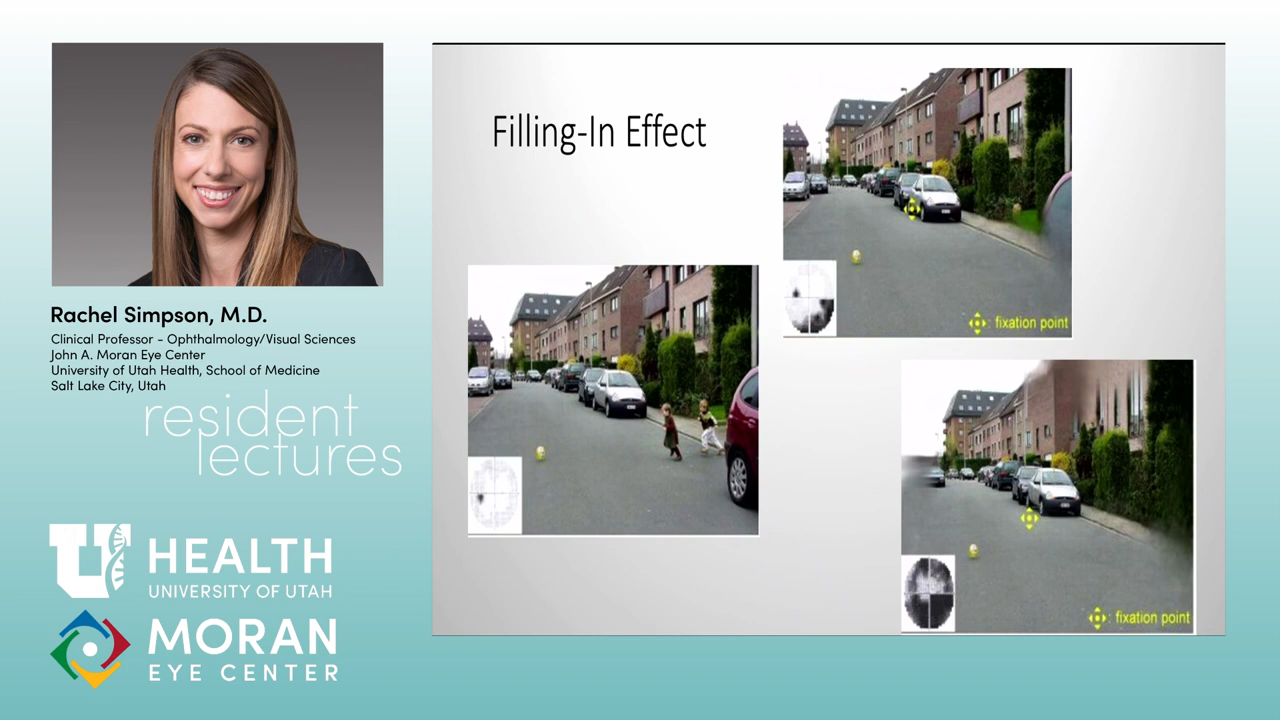 Rachel Simpson, M.D.
Clinical Professor - Ophthalmology/Visual Sciences
John A. Moran Eye Center
University of Utah Health, School of Medicine
Salt Lake City, Utah
resident
lectures
U HEALTH
UNIVERSITY OF UTAH
MORAN
EYE CENTER
Filling-In Effect
: fixation point
: fixation point